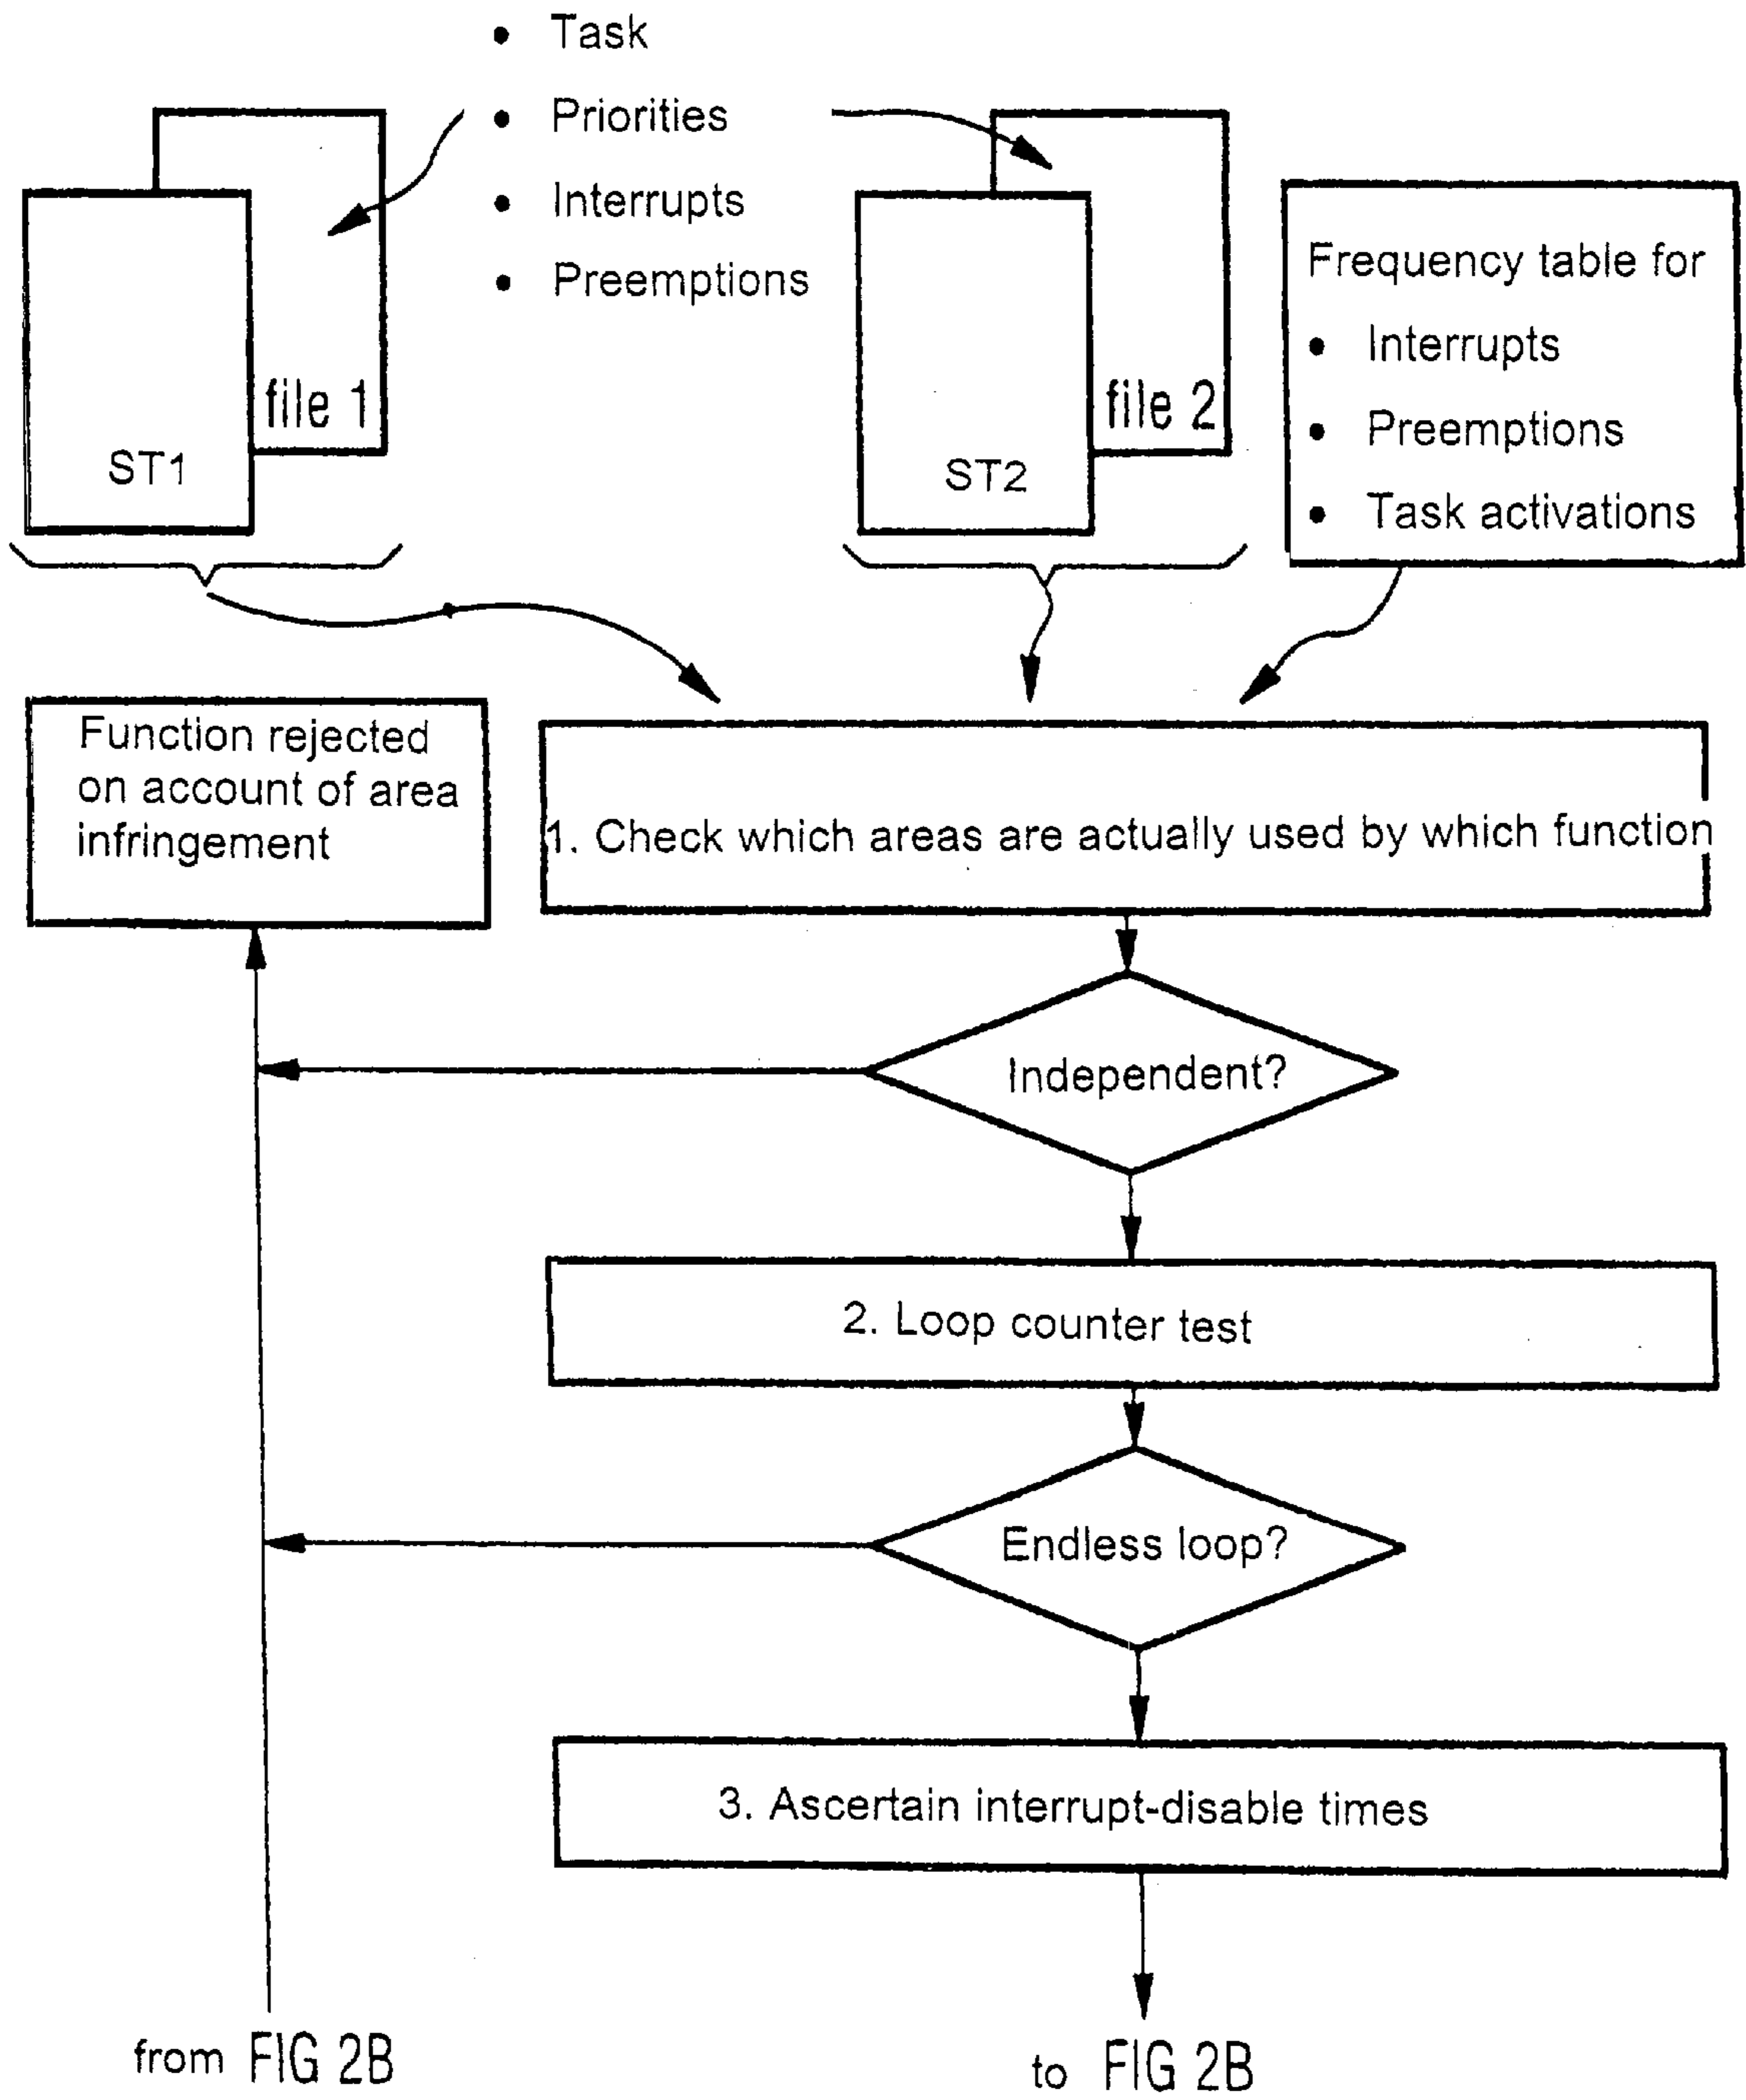 • Task
• Priorities
• Interrupts
• Preemptions
file 1
ST1
file 2
ST2
Frequency table for
• Interrupts
• Preemptions
• Task activations
Function rejected
on account of area
infringement
1. Check which areas are actually used by which function
Independent?
2. Loop counter test
Endless loop?
3. Ascertain interrupt-disable times
from FIG 2B
to FIG 2B